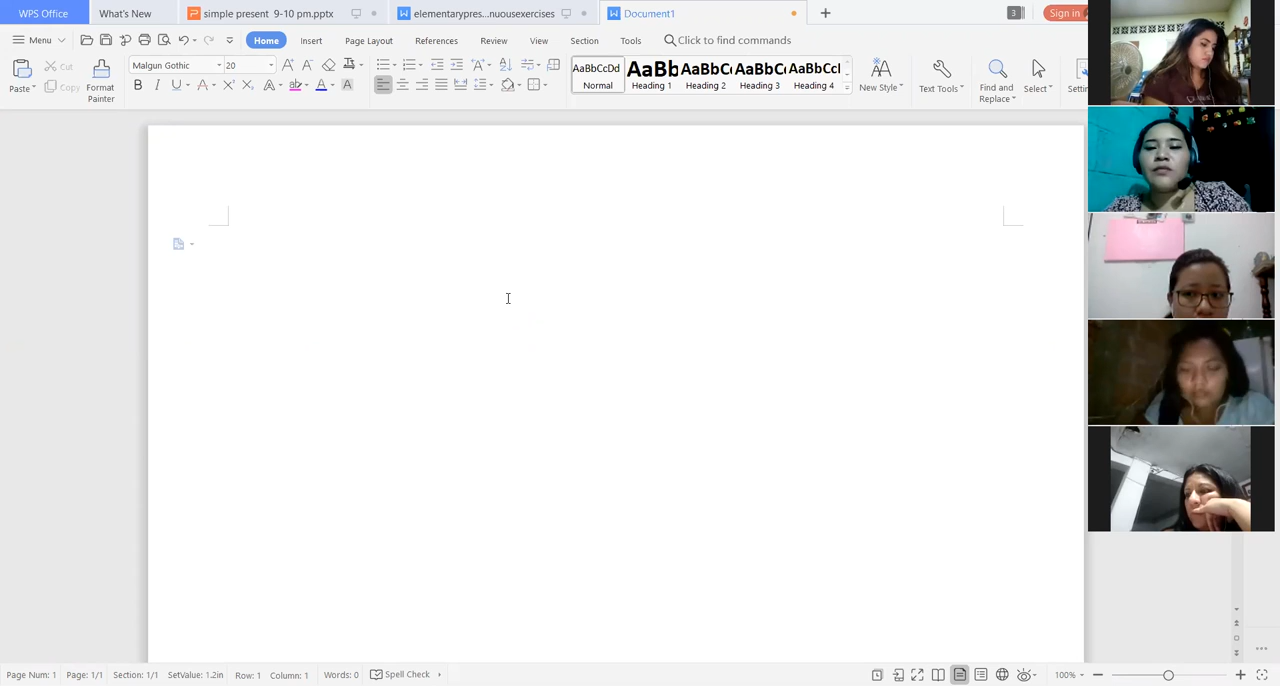 WPS Office What's New simple present 9-10 pm.pptx elementarypres...nuousexercises Document1 3 Sign in
Menu Home Insert Page Layout References Review View Section Tools Click to find commands
Paste Cut Copy Format Painter Malgun Gothic 20 AaBbCcDd Normal AaBb Heading 1 AaBbC Heading 2 AaBbC Heading 3 AaBbCcI Heading 4 New Style Text Tools Find and Replace Select Settin
Page Num: 1 Page: 1/1 Section: 1/1 SetValue: 1.2in Row: 1 Column: 1 Words: 0 Spell Check 100%